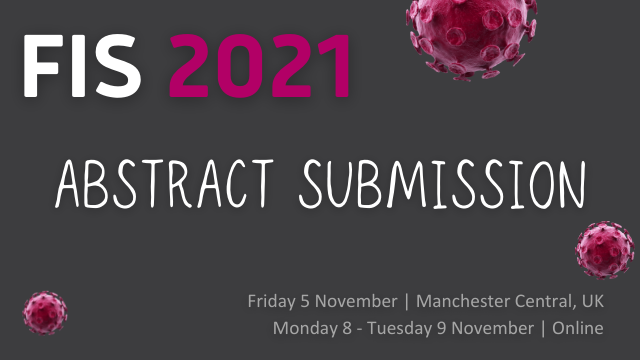 FIS 2021
ABSTRACT SUBMISSION
Friday 5 November | Manchester Central, UK
Monday 8 - Tuesday 9 November | Online